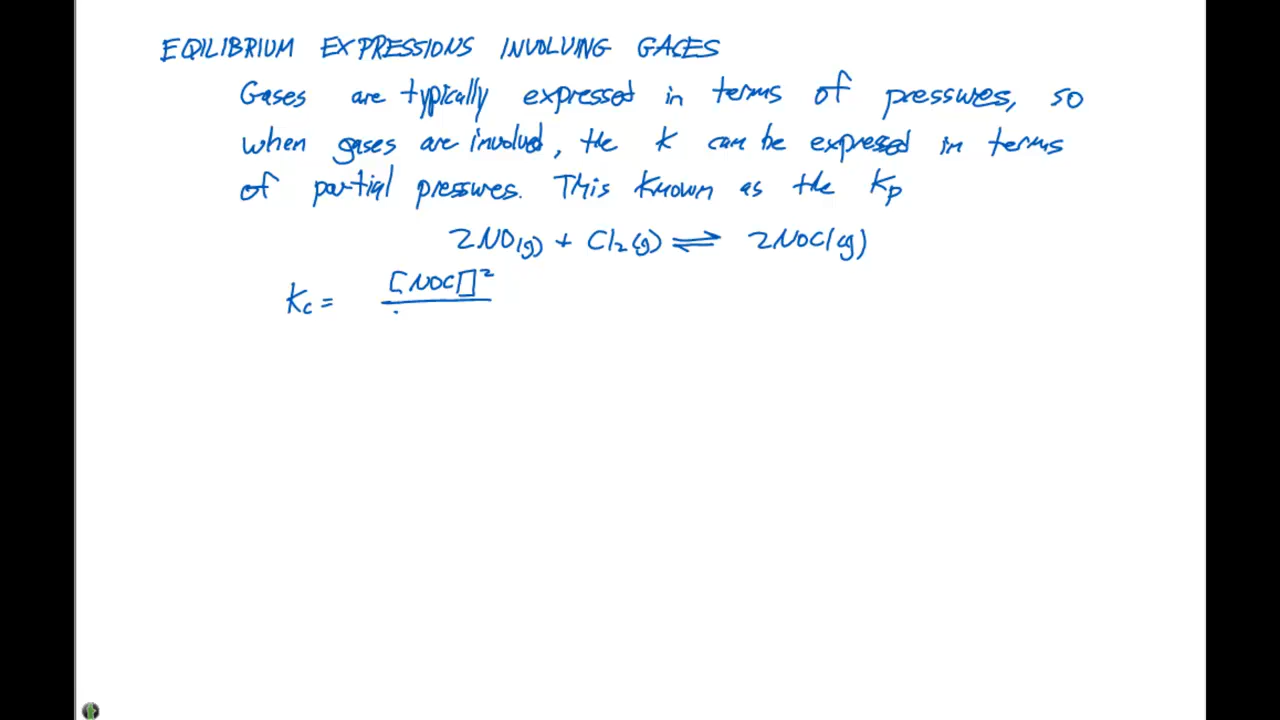 EQILIBRIUM EXPRESSIONS INVOLVING GASES
Gases are typically expressed in terms of pressures, so
when gases are involved, the K can be expressed in terms
of partial pressures. This known as the Kp
2NO(g) + Cl₂(g) ⇌ 2NOCl(g)
Kc = [NOCl]²